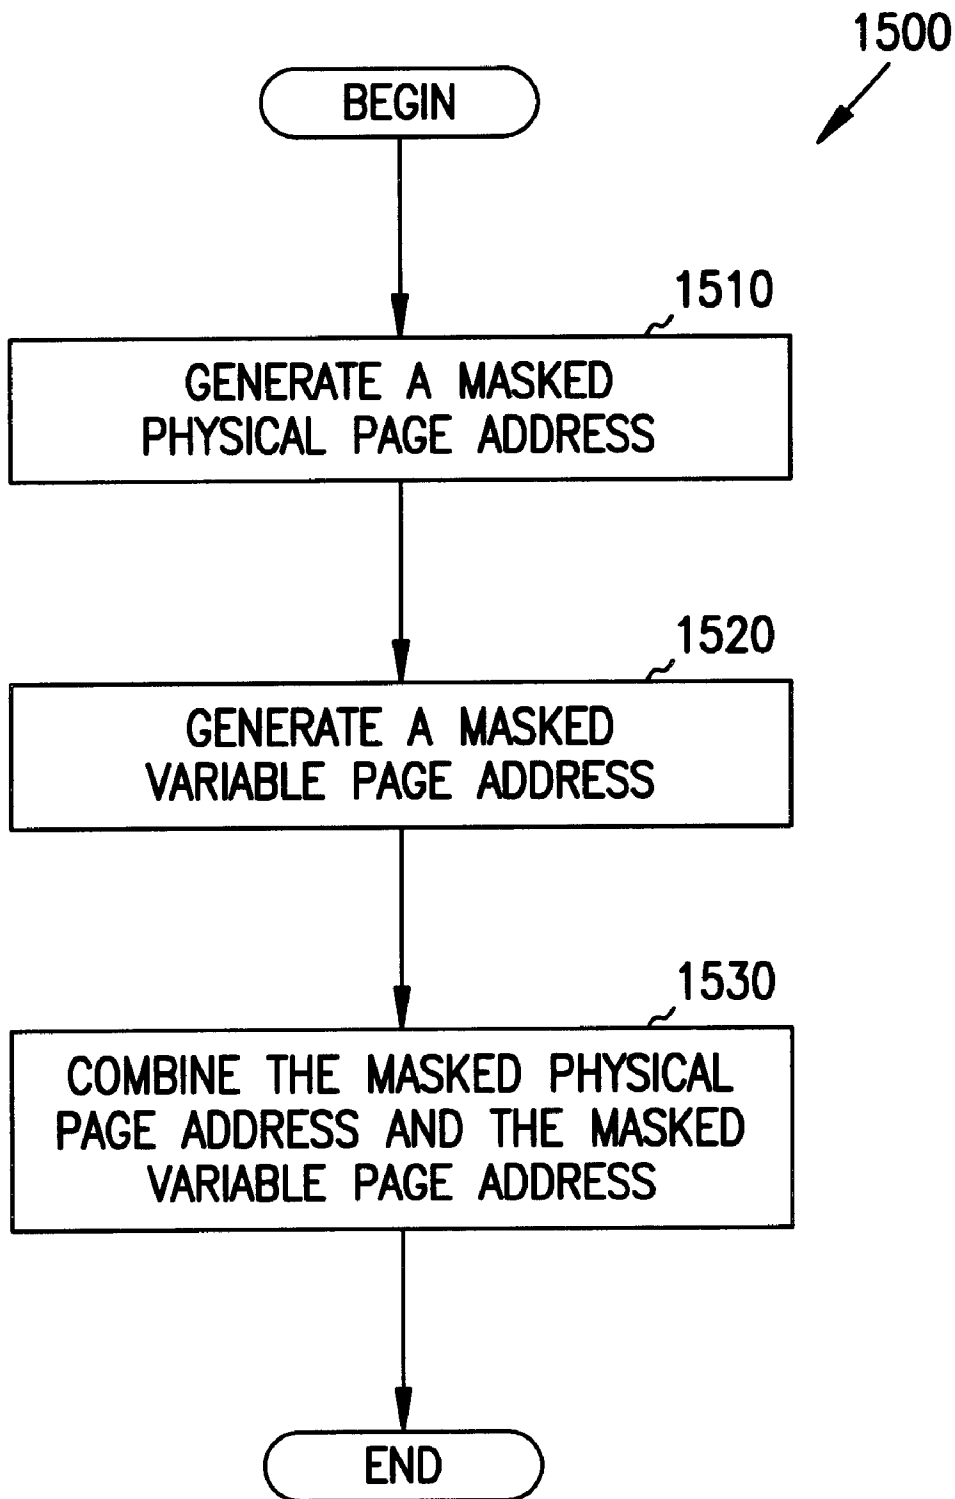 1500
BEGIN
1510
GENERATE A MASKED
PHYSICAL PAGE ADDRESS
1520
GENERATE A MASKED
VARIABLE PAGE ADDRESS
1530
COMBINE THE MASKED PHYSICAL
PAGE ADDRESS AND THE MASKED
VARIABLE PAGE ADDRESS
END